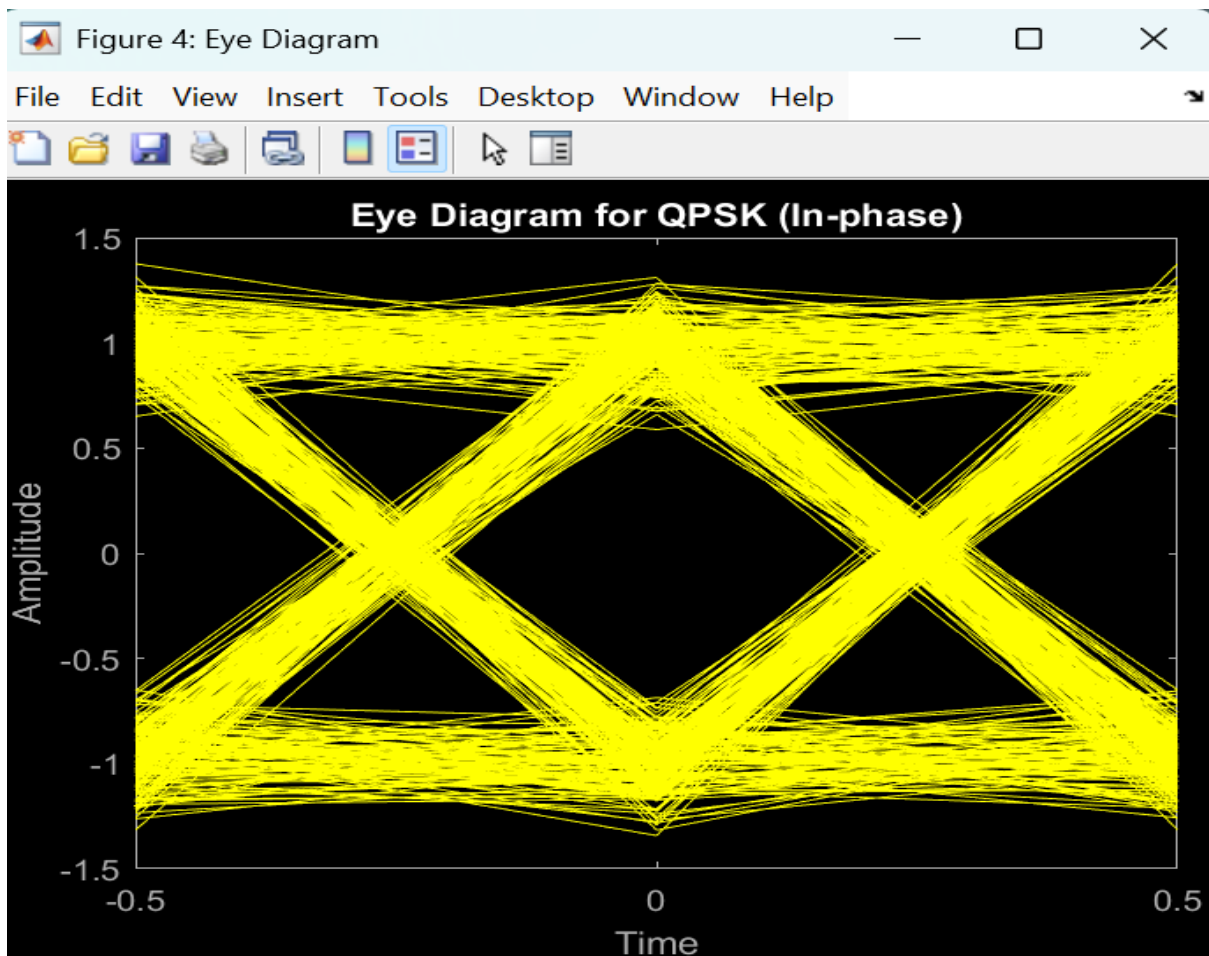 Figure 4: Eye Diagram
File Edit View Insert Tools Desktop Window Help
Eye Diagram for QPSK (In-phase)
1.5
1
0.5
0
-0.5
-1
-1.5
Amplitude
-0.5 0 0.5
Time